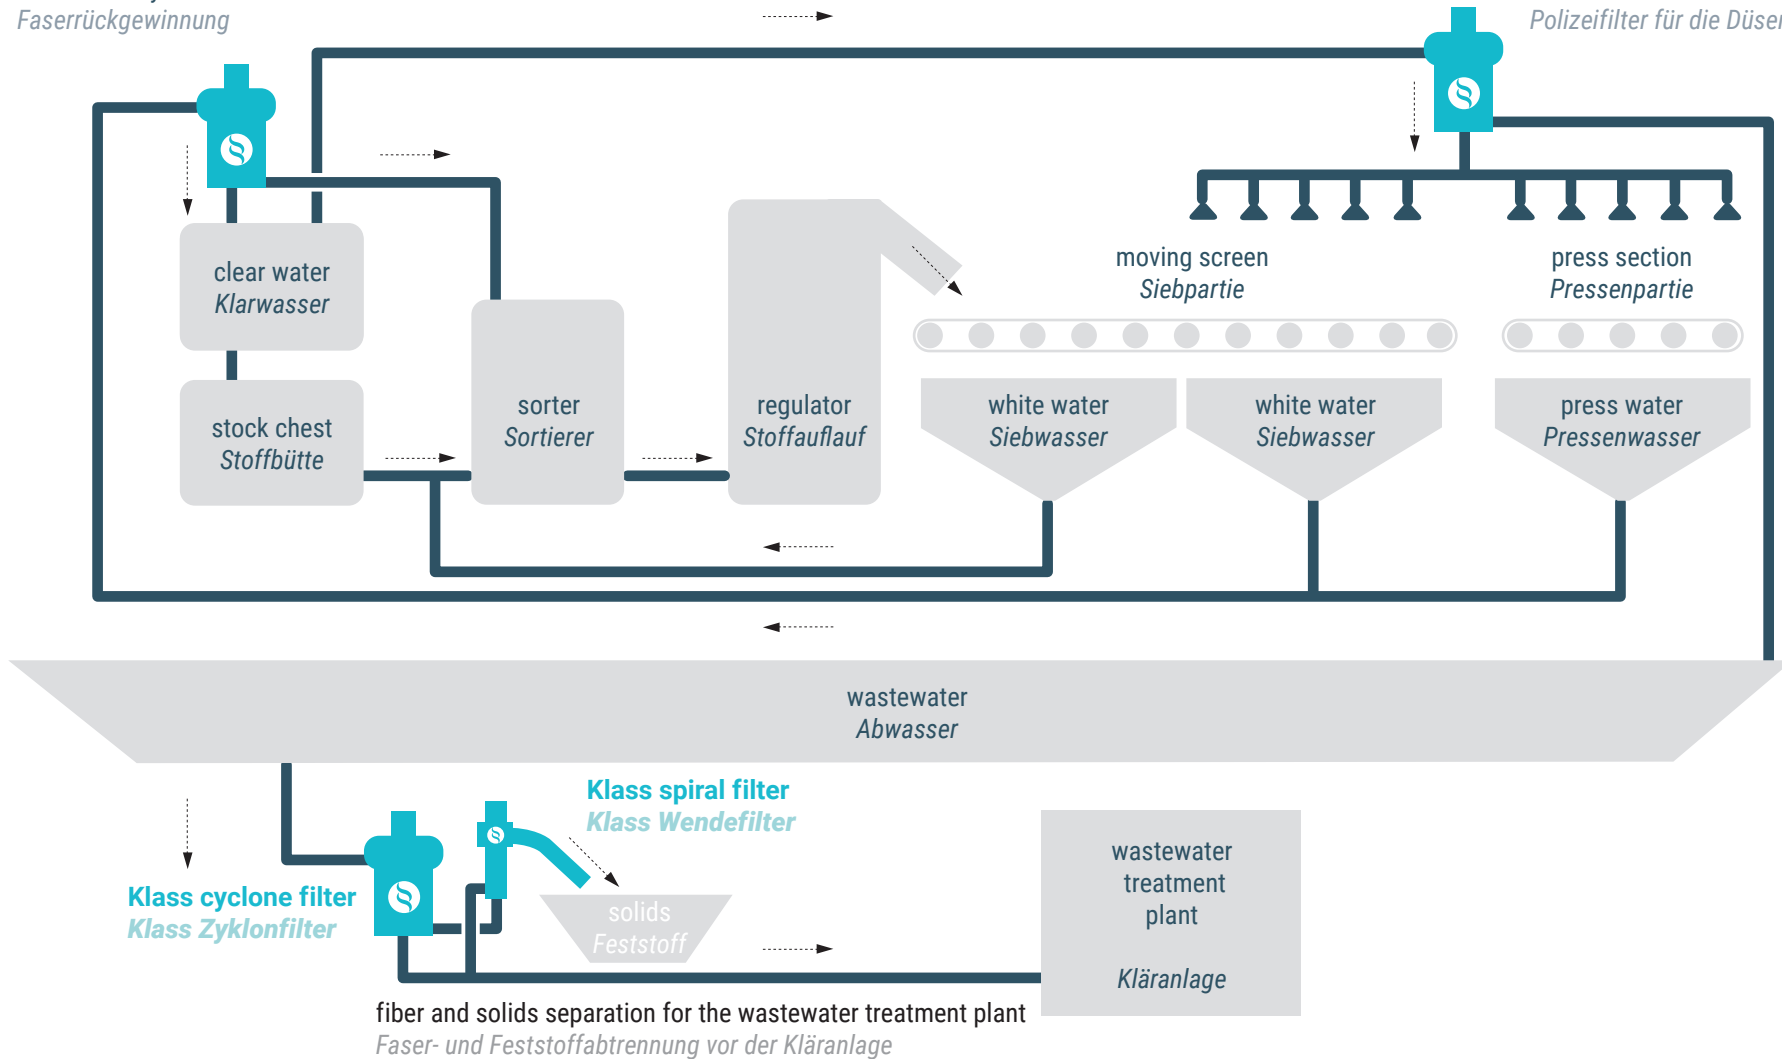 Faserrückgewinnung
Polizeifilter für die
clear water
Klarwasser
stock chest
Stoffbütte
sorter
Sortierer
regulator
Stoffauflauf
moving screen
Siebpartie
press section
Pressenpartie
white water
Siebwasser
white water
Siebwasser
press water
Pressenwasser
wastewater
Abwasser
Klass spiral filter
Klass Wendefilter
Klass cyclone filter
Klass Zyklonfilter
solids
Feststoff
wastewater
treatment
plant
Kläranlage
fiber and solids separation for the wastewater treatment plant
Faser- und Feststoffabtrennung vor der Kläranlage